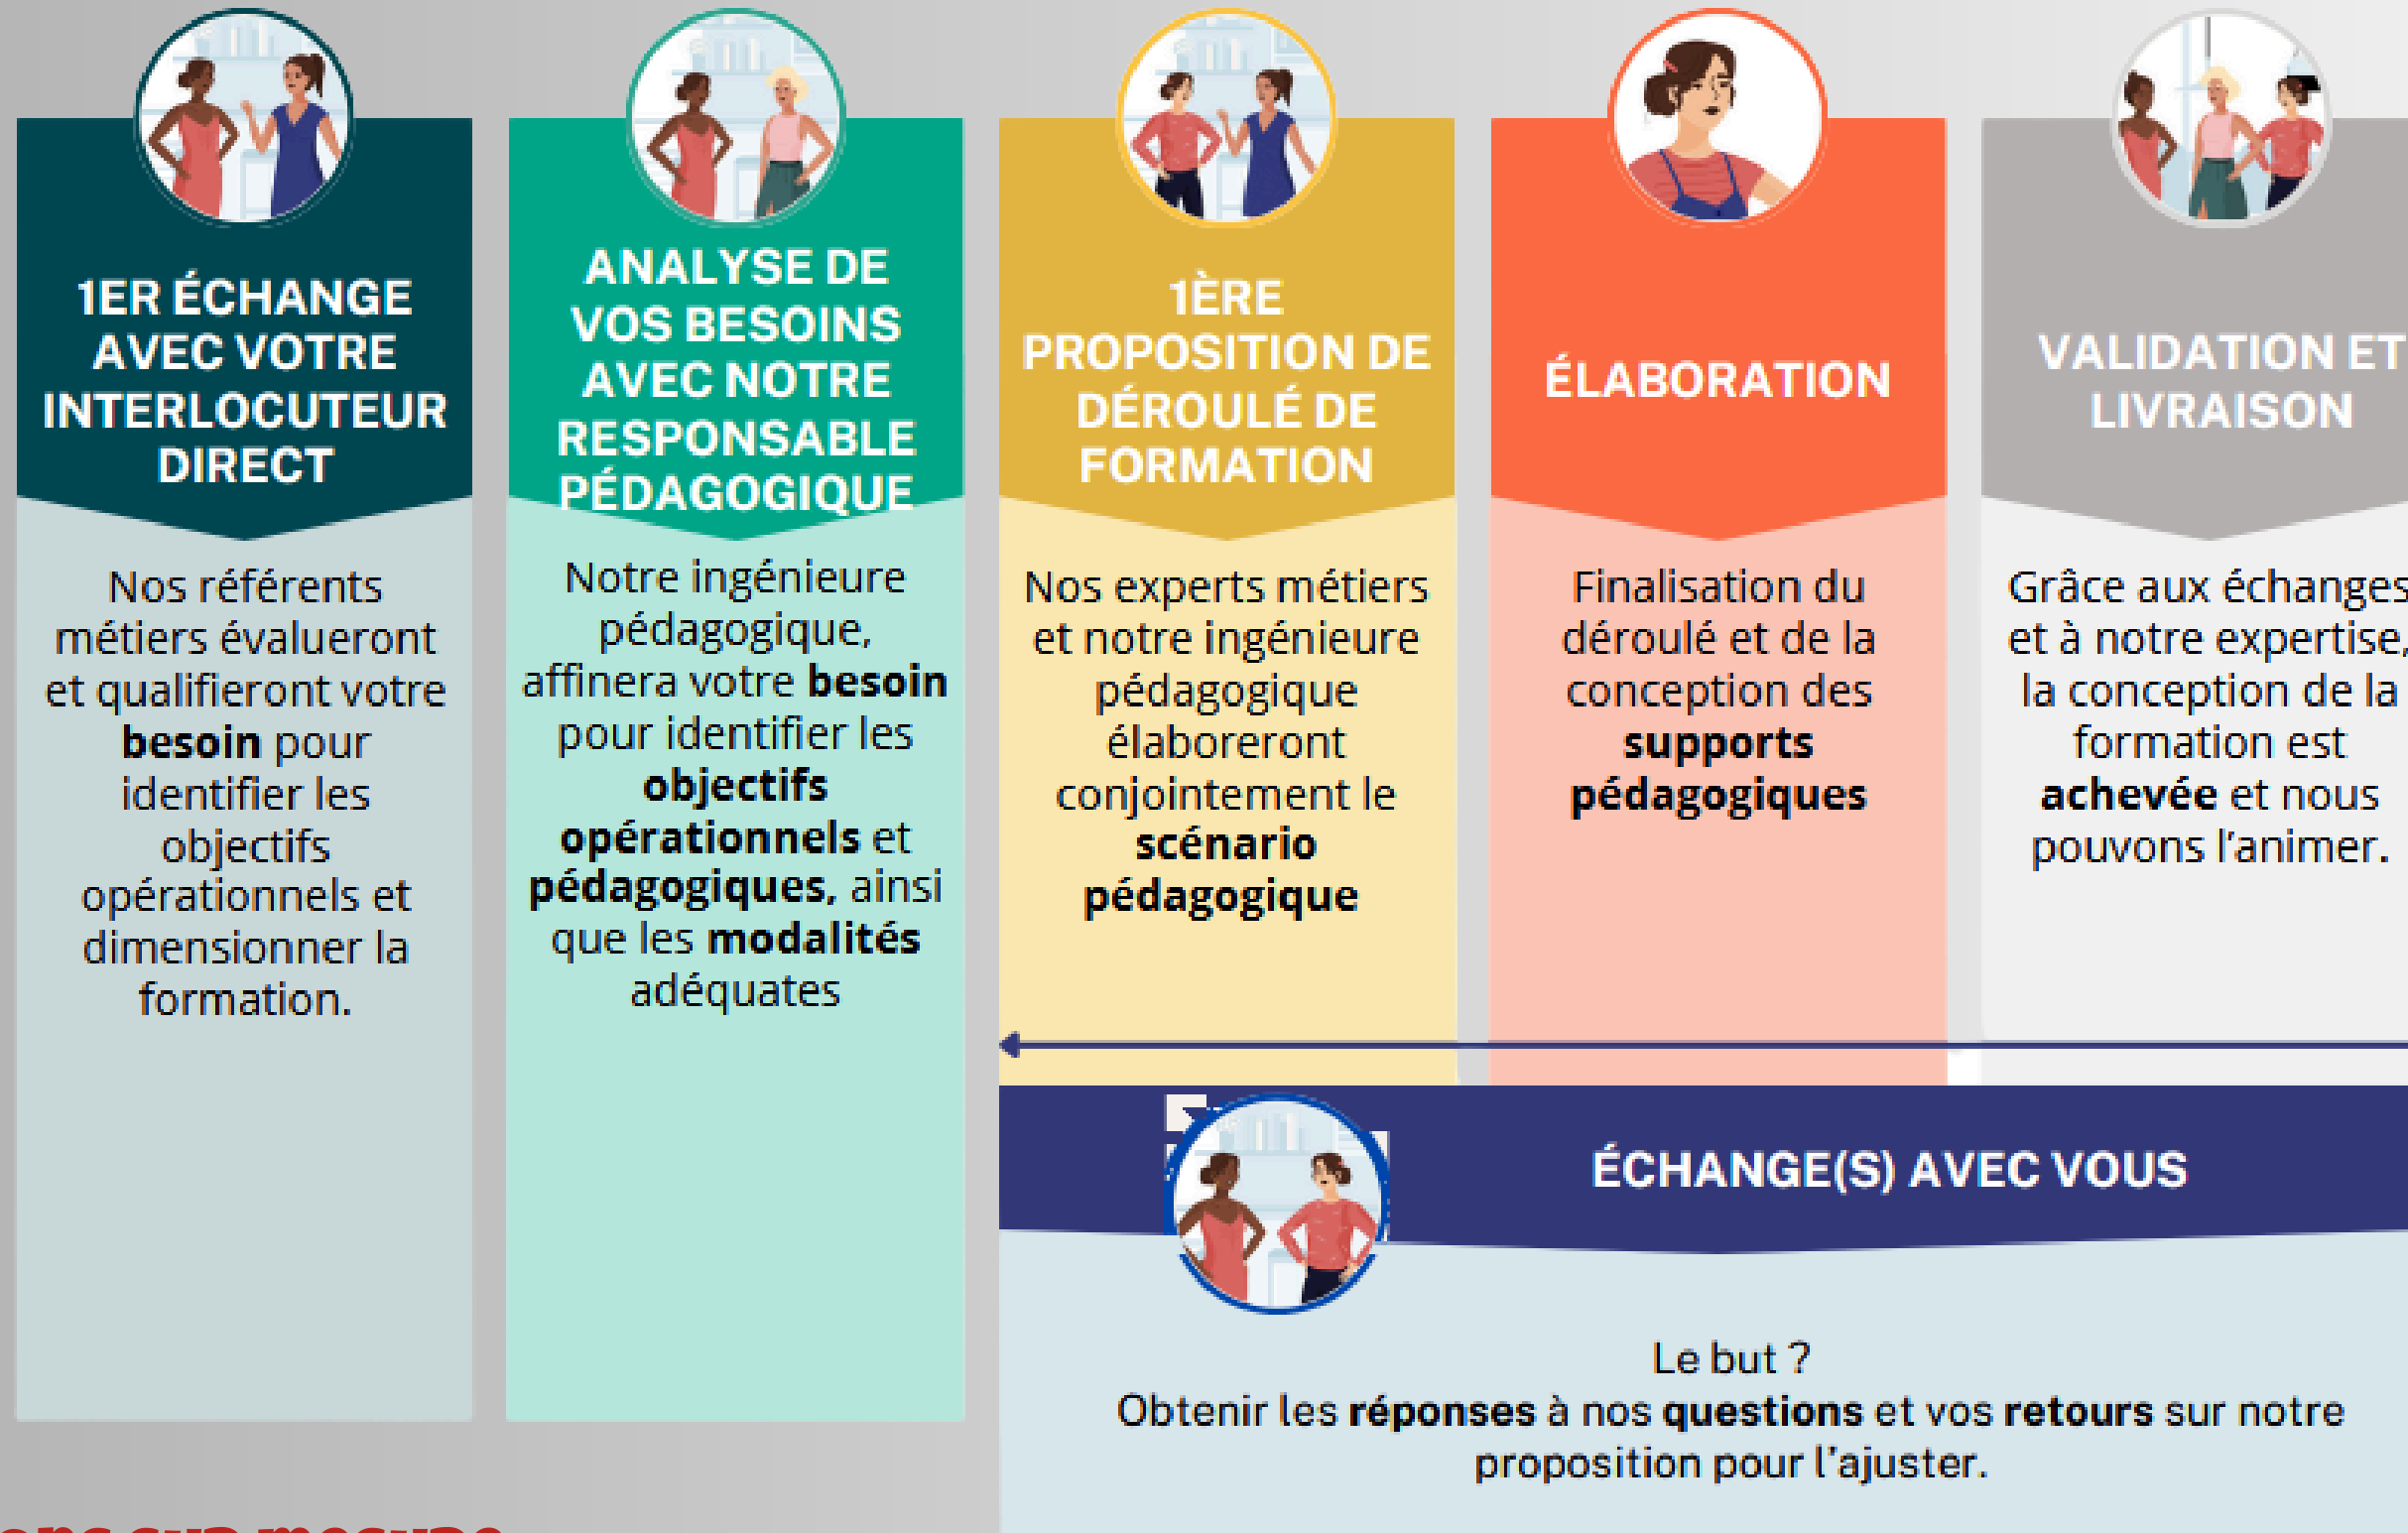 1ER ÉCHANGE
AVEC VOTRE
INTERLOCUTEUR
DIRECT
Nos référents
métiers évalueront
et qualifieront votre
besoin pour
identifier les
objectifs
opérationnels et
dimensionner la
formation.
ANALYSE DE
VOS BESOINS
AVEC NOTRE
RESPONSABLE
PÉDAGOGIQUE
Notre ingénieure
pédagogique,
affinera votre besoin
pour identifier les
objectifs
opérationnels et
pédagogiques, ainsi
que les modalités
adéquates
1ÈRE
PROPOSITION DE
DÉROULÉ DE
FORMATION
Nos experts métiers
et notre ingénieure
pédagogique
élaboreront
conjointement le
scénario
pédagogique
ÉLABORATION
Finalisation du
déroulé et de la
conception des
supports
pédagogiques
VALIDATION ET
LIVRAISON
Grâce aux échanges
et à notre expertise,
la conception de la
formation est
achevée et nous
pouvons l'animer.
ÉCHANGE(S) AVEC VOUS
Le but ?
Obtenir les réponses à nos questions et vos retours sur notre
proposition pour l'ajuster.
sur mesure